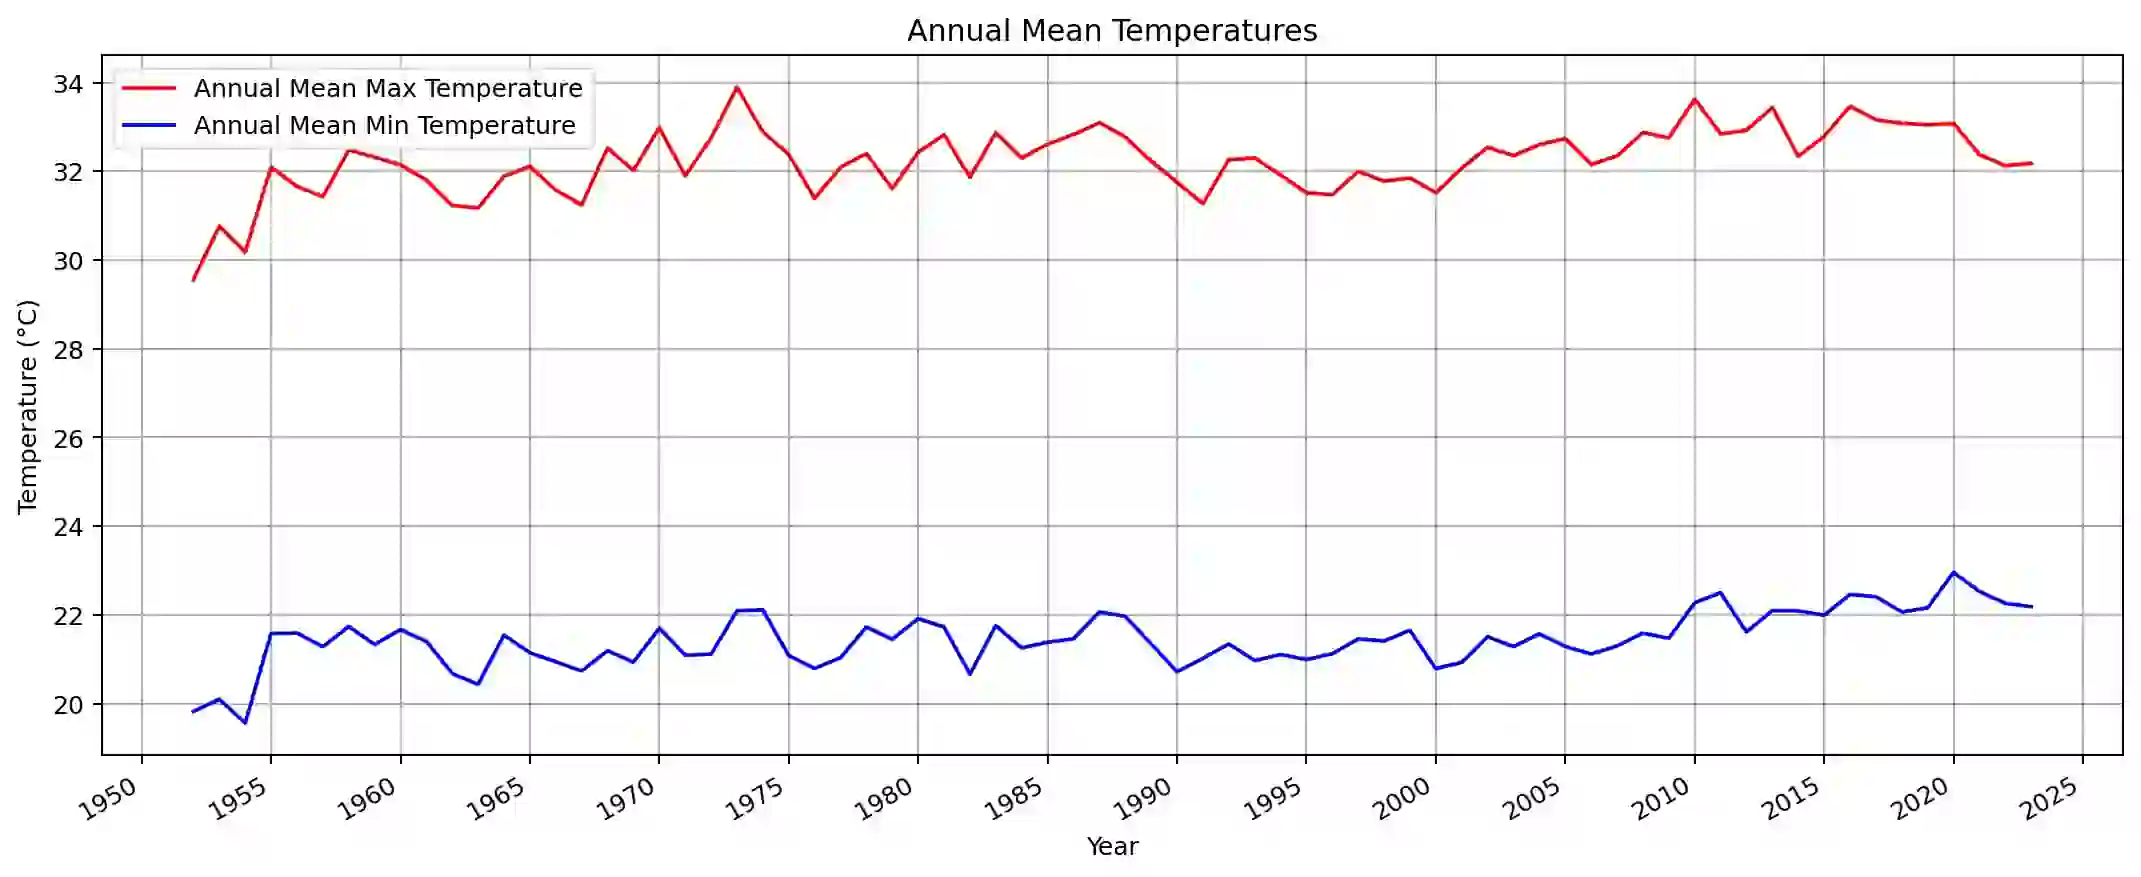 Annual Mean Temperatures
Annual Mean Max Temperature
Annual Mean Min Temperature
Temperature (°C)
34
32
30
28
26
24
22
20
1950 1955 1960 1965 1970 1975 1980 1985 1990 1995 2000 2005 2010 2015 2020 2025
Year